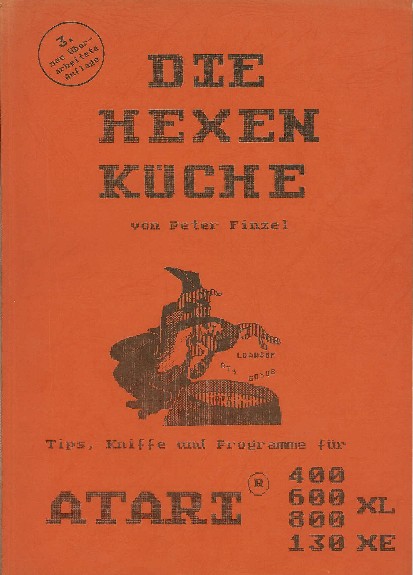 3.
neu über-
arbeitete
Auflage
DIE
HEXEN
KÜCHE
von Peter Finzel
Tips, Kniffe und Programme für
ATARI ®
400
600 XL
800
130 XE